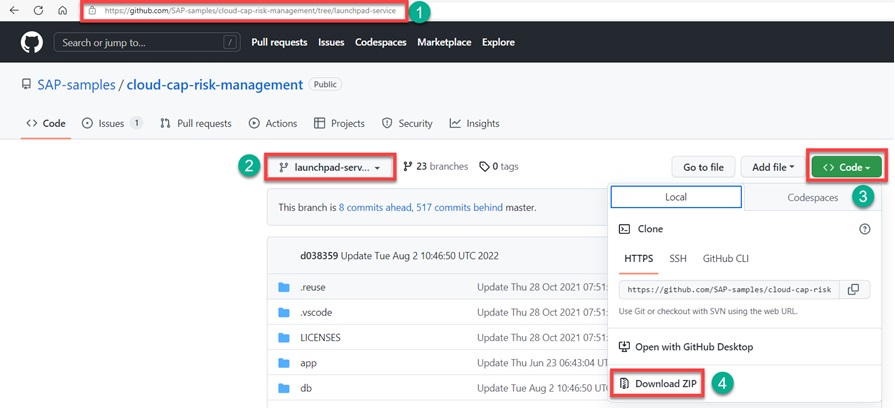 https://github.com/SAP-samples/cloud-cap-risk-management/tree/launchpad-service
1
Search or jump to... /
Pull requests Issues Codespaces Marketplace Explore
SAP-samples / cloud-cap-risk-management Public
<> Code Issues 1 Pull requests Actions Projects Security Insights
2 launchpad-serv... 23 branches 0 tags Go to file Add file <> Code
3
Local Codespaces
This branch is 8 commits ahead, 517 commits behind master.
Clone
d038359 Update Tue Aug 2 10:46:50 UTC 2022
HTTPS SSH GitHub CLI
.reuse Update Thu 28 Oct 2021 07:51:
https://github.com/SAP-samples/cloud-cap-risk
.vscode Update Thu 28 Oct 2021 07:51:
Use Git or checkout with SVN using the web URL.
LICENSES Update Thu 28 Oct 2021 07:51:
Open with GitHub Desktop
app Update Thu Jun 23 06:43:04 UT
db Update Tue Aug 2 10:46:50 UTC
Download ZIP 4